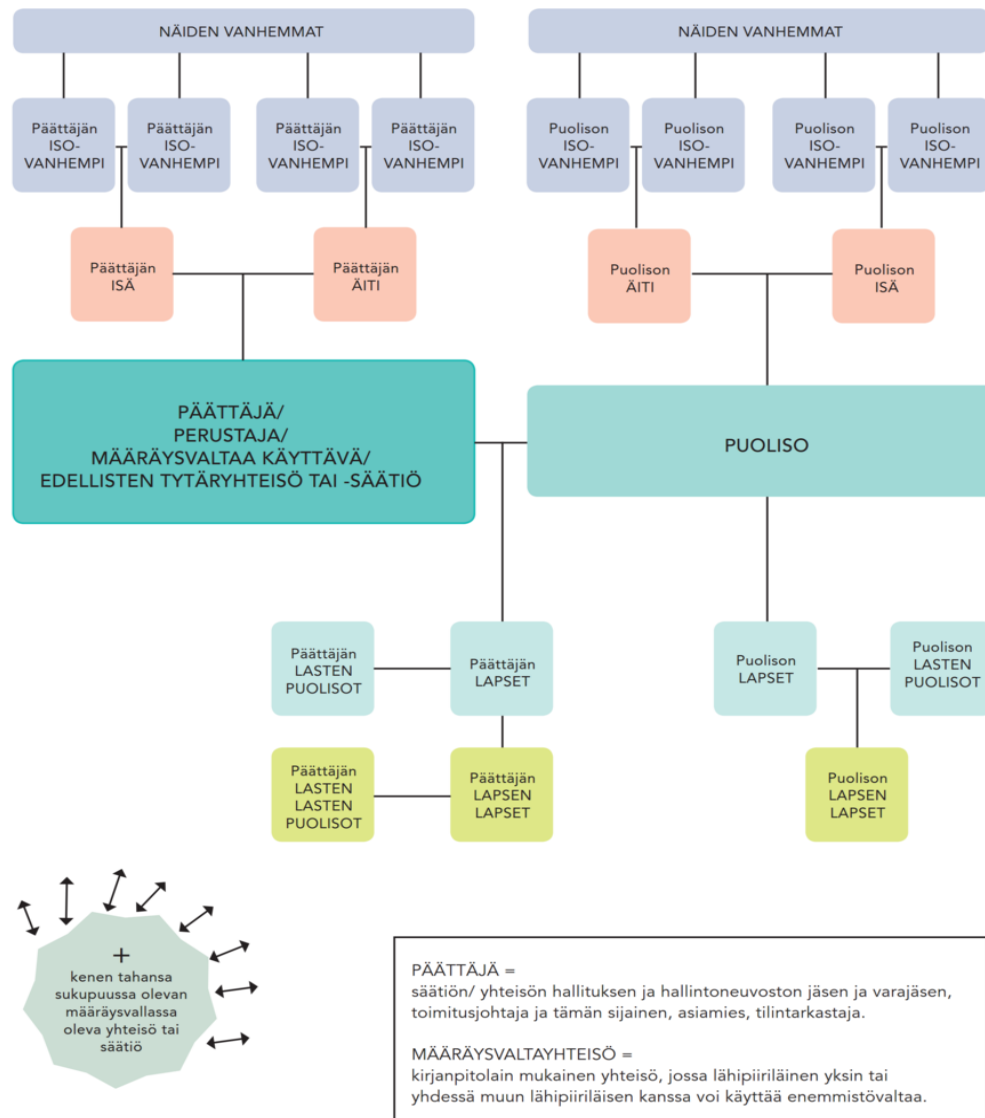 NÄIDEN VANHEMMAT
NÄIDEN VANHEMMAT
Päättäjän
ISO-
VANHEMPI
Päättäjän
ISO-
VANHEMPI
Päättäjän
ISO-
VANHEMPI
Päättäjän
ISO-
VANHEMPI
Puolison
ISO-
VANHEMPI
Puolison
ISO-
VANHEMPI
Puolison
ISO-
VANHEMPI
Puolison
ISO-
VANHEMPI
Päättäjän
ISÄ
Päättäjän
ÄITI
Puolison
ÄITI
Puolison
ISÄ
PÄÄTTÄJÄ/
PERUSTAJA/
MÄÄRÄYSVALTAA KÄYTTÄVÄ/
EDELLISTEN TYTÄRYHTEISÖ TAI -SÄÄTIÖ
PUOLISO
Päättäjän
LASTEN
PUOLISOT
Päättäjän
LAPSET
Puolison
LAPSET
Puolison
LASTEN
PUOLISOT
Päättäjän
LASTEN
LASTEN
PUOLISOT
Päättäjän
LAPSEN
LAPSET
Puolison
LAPSEN
LAPSET
+
kenen tahansa
sukupuussa olevan
määräysvallassa
oleva yhteisö tai
säätiö
PÄÄTTÄJÄ =
säätiön/ yhteisön hallituksen ja hallintoneuvoston jäsen ja varajäsen,
toimitusjohtaja ja tämän sijainen, asiamies, tilintarkastaja.
MÄÄRÄYSVALTAYHTEISÖ =
kirjanpitolain mukainen yhteisö, jossa lähipiiriläinen yksin tai
yhdessä muun lähipiiriläisen kanssa voi käyttää enemmistövaltaa.